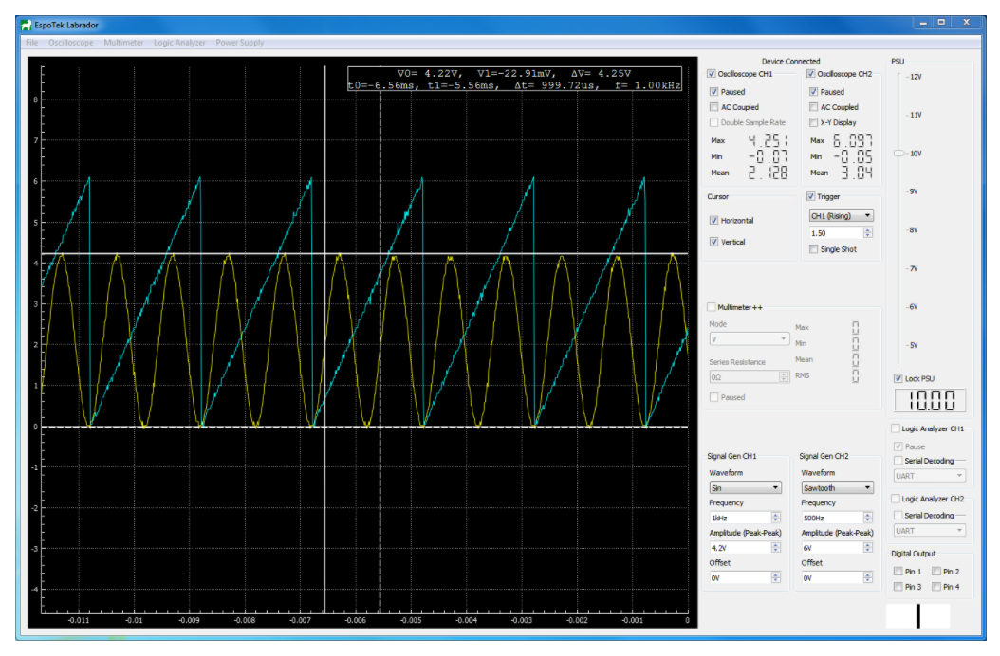 EspoTek Labrador
File Oscilloscope Multimeter Logic Analyzer Power Supply
V0= 4.22V, V1=-22.91mV, ΔV= 4.25V
t0=-6.56ms, t1=-5.56ms, Δt= 999.72us, f= 1.00kHz
8
7
6
5
4
3
2
1
0
-1
-2
-3
-4
-0.011 -0.01 -0.009 -0.008 -0.007 -0.006 -0.005 -0.004 -0.003 -0.002 -0.001 0
Device Connected
Oscilloscope CH1
Paused
AC Coupled
Double Sample Rate
Max 4.251
Min -0.07
Mean 2.128
Oscilloscope CH2
Paused
AC Coupled
X-Y Display
Max 6.097
Min -0.05
Mean 3.04
Cursor
Horizontal
Vertical
Trigger
CH1 (Rising)
1.50
Single Shot
Multimeter++
Mode
V
Series Resistance
0Ω
Paused
Max 0
Min 0
Mean 0
RMS 0
Signal Gen CH1
Waveform
Sin
Frequency
1kHz
Amplitude (Peak-Peak)
4.2V
Offset
0V
Signal Gen CH2
Waveform
Sawtooth
Frequency
500Hz
Amplitude (Peak-Peak)
6V
Offset
0V
PSU
12V
11V
10V
9V
8V
7V
6V
5V
Lock PSU
10.00
Logic Analyzer CH1
Pause
Serial Decoding
UART
Logic Analyzer CH2
Serial Decoding
UART
Digital Output
Pin 1 Pin 2
Pin 3 Pin 4